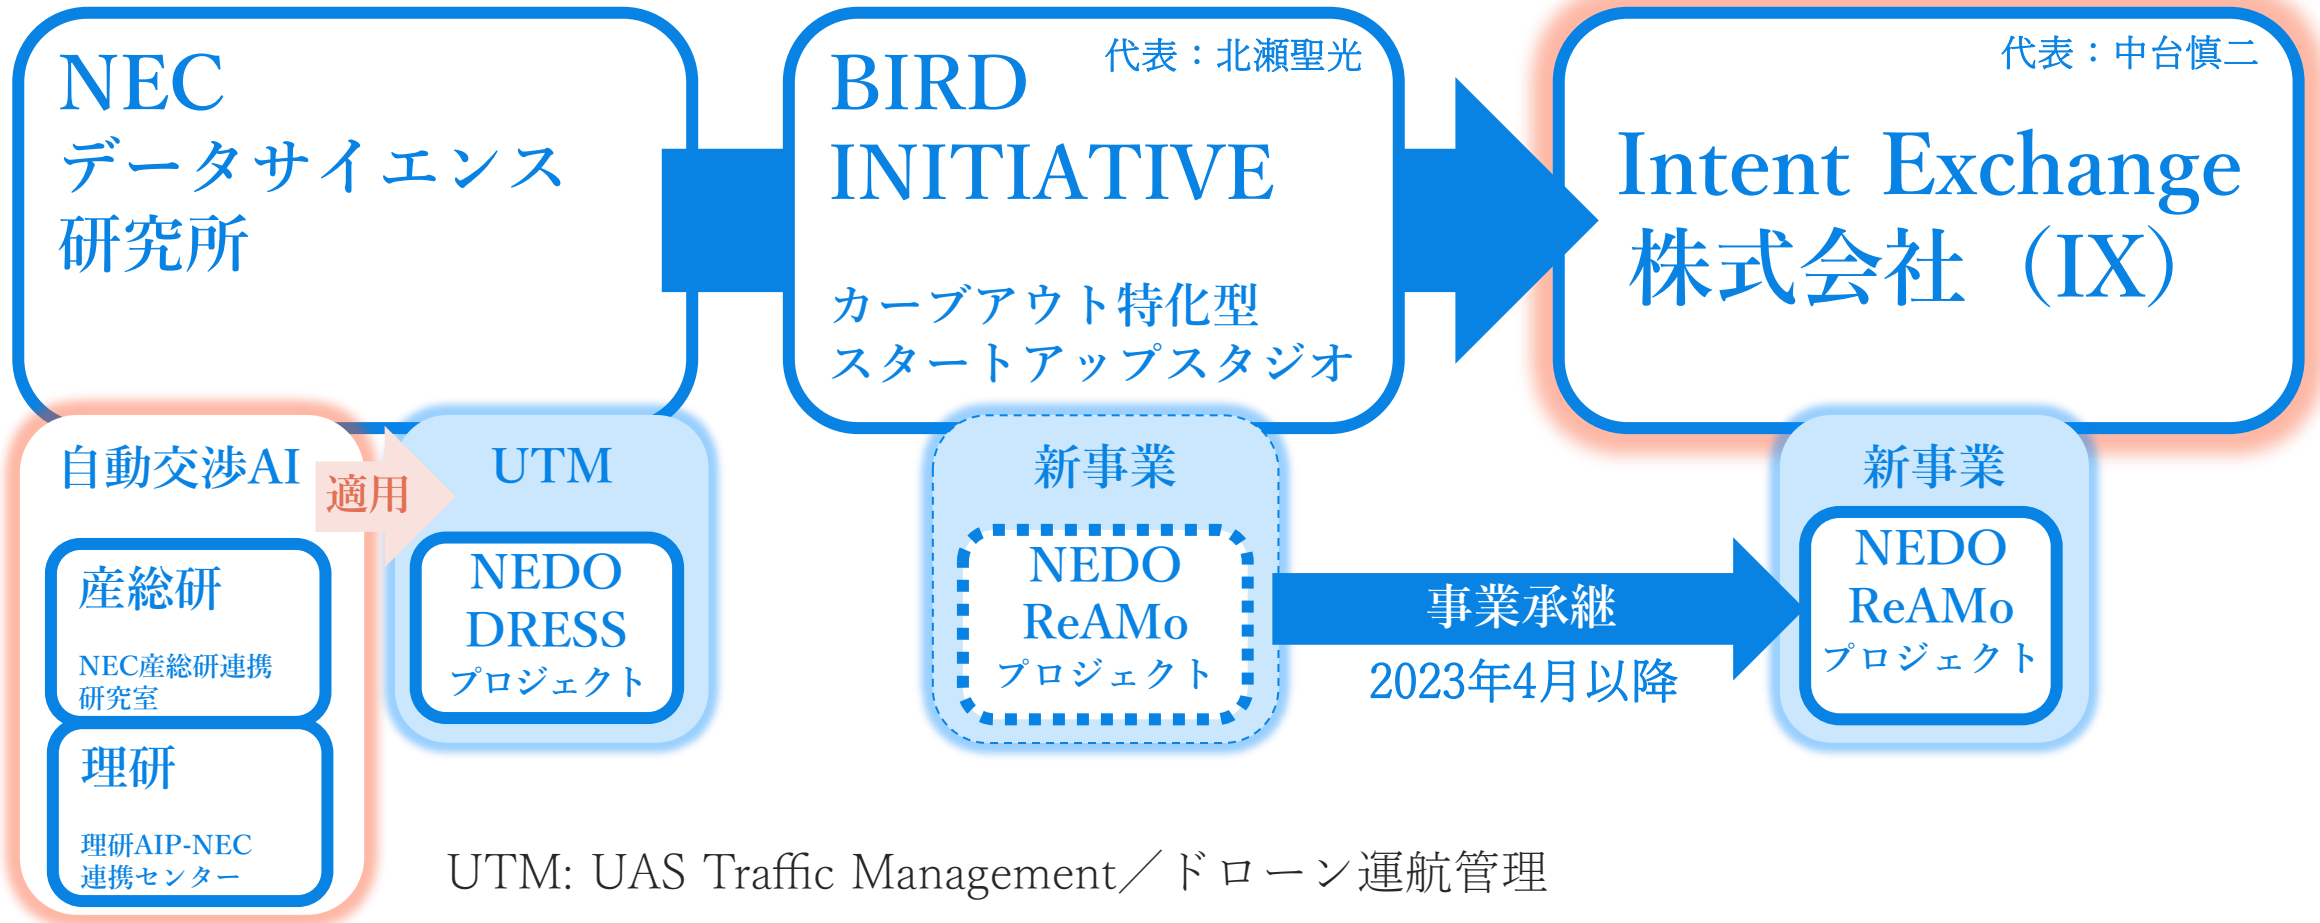 NEC
データサイエンス
研究所
代表：北瀬聖光
BIRD
INITIATIVE
カーブアウト特化型
スタートアップスタジオ
代表：中台慎二
Intent Exchange
株式会社（IX）
自動交渉AI
適用
UTM
産総研
NEC産総研連携
研究室
理研
理研AIP-NEC
連携センター
NEDO
DRESS
プロジェクト
新事業
NEDO
ReAMo
プロジェクト
事業承継
2023年4月以降
新事業
NEDO
ReAMo
プロジェクト
UTM: UAS Traffic Management／ドローン運航管理